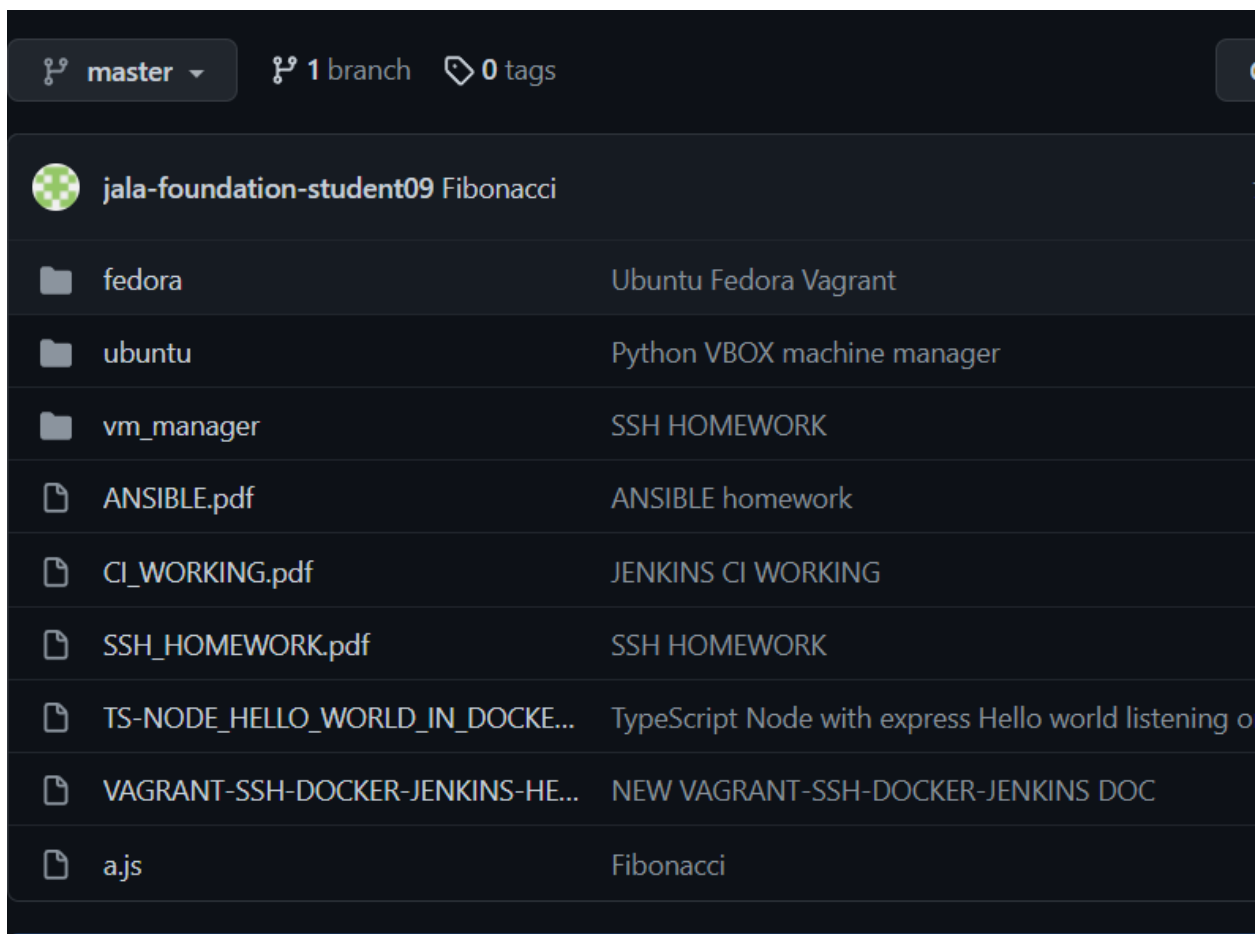 master 1 branch 0 tags
jala-foundation-student09 Fibonacci
fedora Ubuntu Fedora Vagrant
ubuntu Python VBOX machine manager
vm_manager SSH HOMEWORK
ANSIBLE.pdf ANSIBLE homework
CI_WORKING.pdf JENKINS CI WORKING
SSH_HOMEWORK.pdf SSH HOMEWORK
TS-NODE_HELLO_WORLD_IN_DOCKE... TypeScript Node with express Hello world listening
VAGRANT-SSH-DOCKER-JENKINS-HE... NEW VAGRANT-SSH-DOCKER-JENKINS DOC
a.js Fibonacci